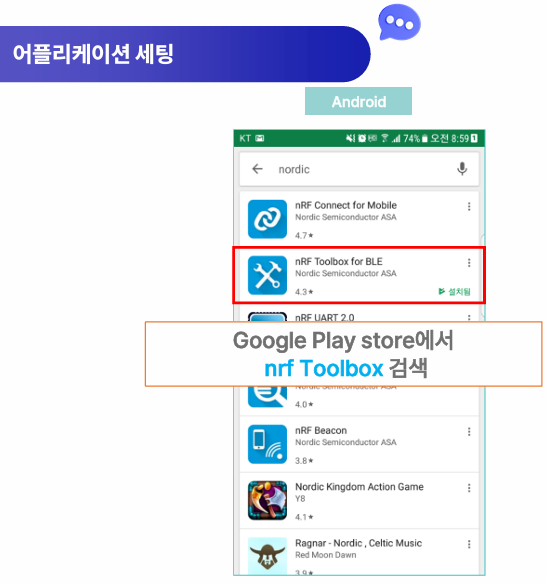 어플리케이션 세팅
Android
KT 74% 오전 8:59
nordic
nRF Connect for Mobile
Nordic Semiconductor ASA
4.7★
nRF Toolbox for BLE
Nordic Semiconductor ASA
4.3★ 설치됨
nRF UART 2.0
Google Play store에서
nrf Toolbox 검색
Nordic Semiconductor ASA
4.0★
nRF Beacon
Nordic Semiconductor ASA
3.8★
Nordic Kingdom Action Game
Y8
4.1★
Ragnar - Nordic , Celtic Music
Red Moon Dawn
3.9★